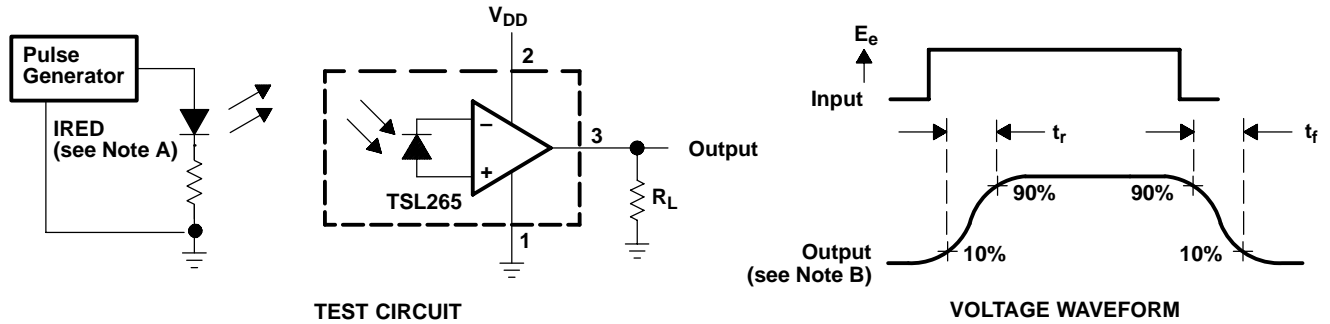 Pulse
Generator
IRED
(see Note A)
VDD
2
−
+
TSL265
3
1
Output
RL
TEST CIRCUIT
Ee
Input
tr
tf
90%
90%
10%
10%
Output
(see Note B)
VOLTAGE WAVEFORM